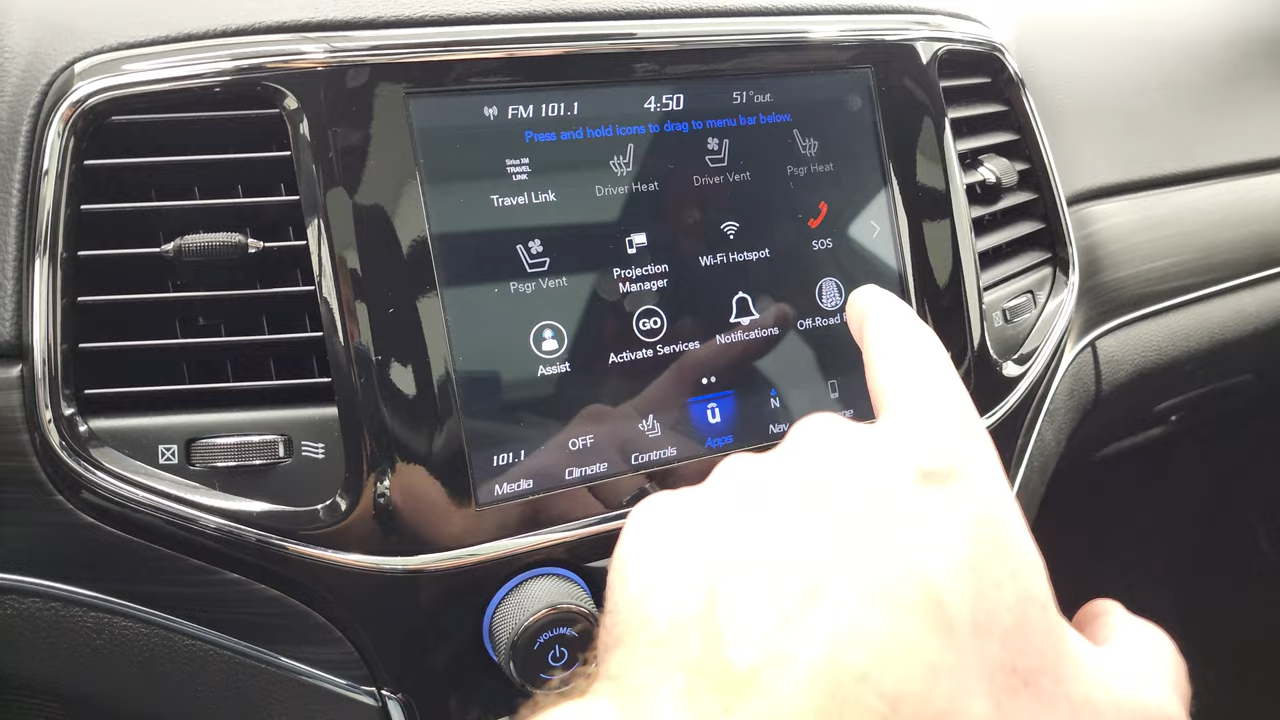 FM 101.1 4:50 51° out.
Press and hold icons to drag to menu bar below.
Sirius XM
TRAVEL
LINK
Travel Link
Driver Heat
Driver Vent
Psgr Heat
Psgr Vent
Projection
Manager
Wi-Fi Hotspot
SOS
Assist
GO
Activate Services
Notifications
Off-Road
101.1
Media
OFF
Climate
Controls
û
Apps
N
Nav
VOLUME